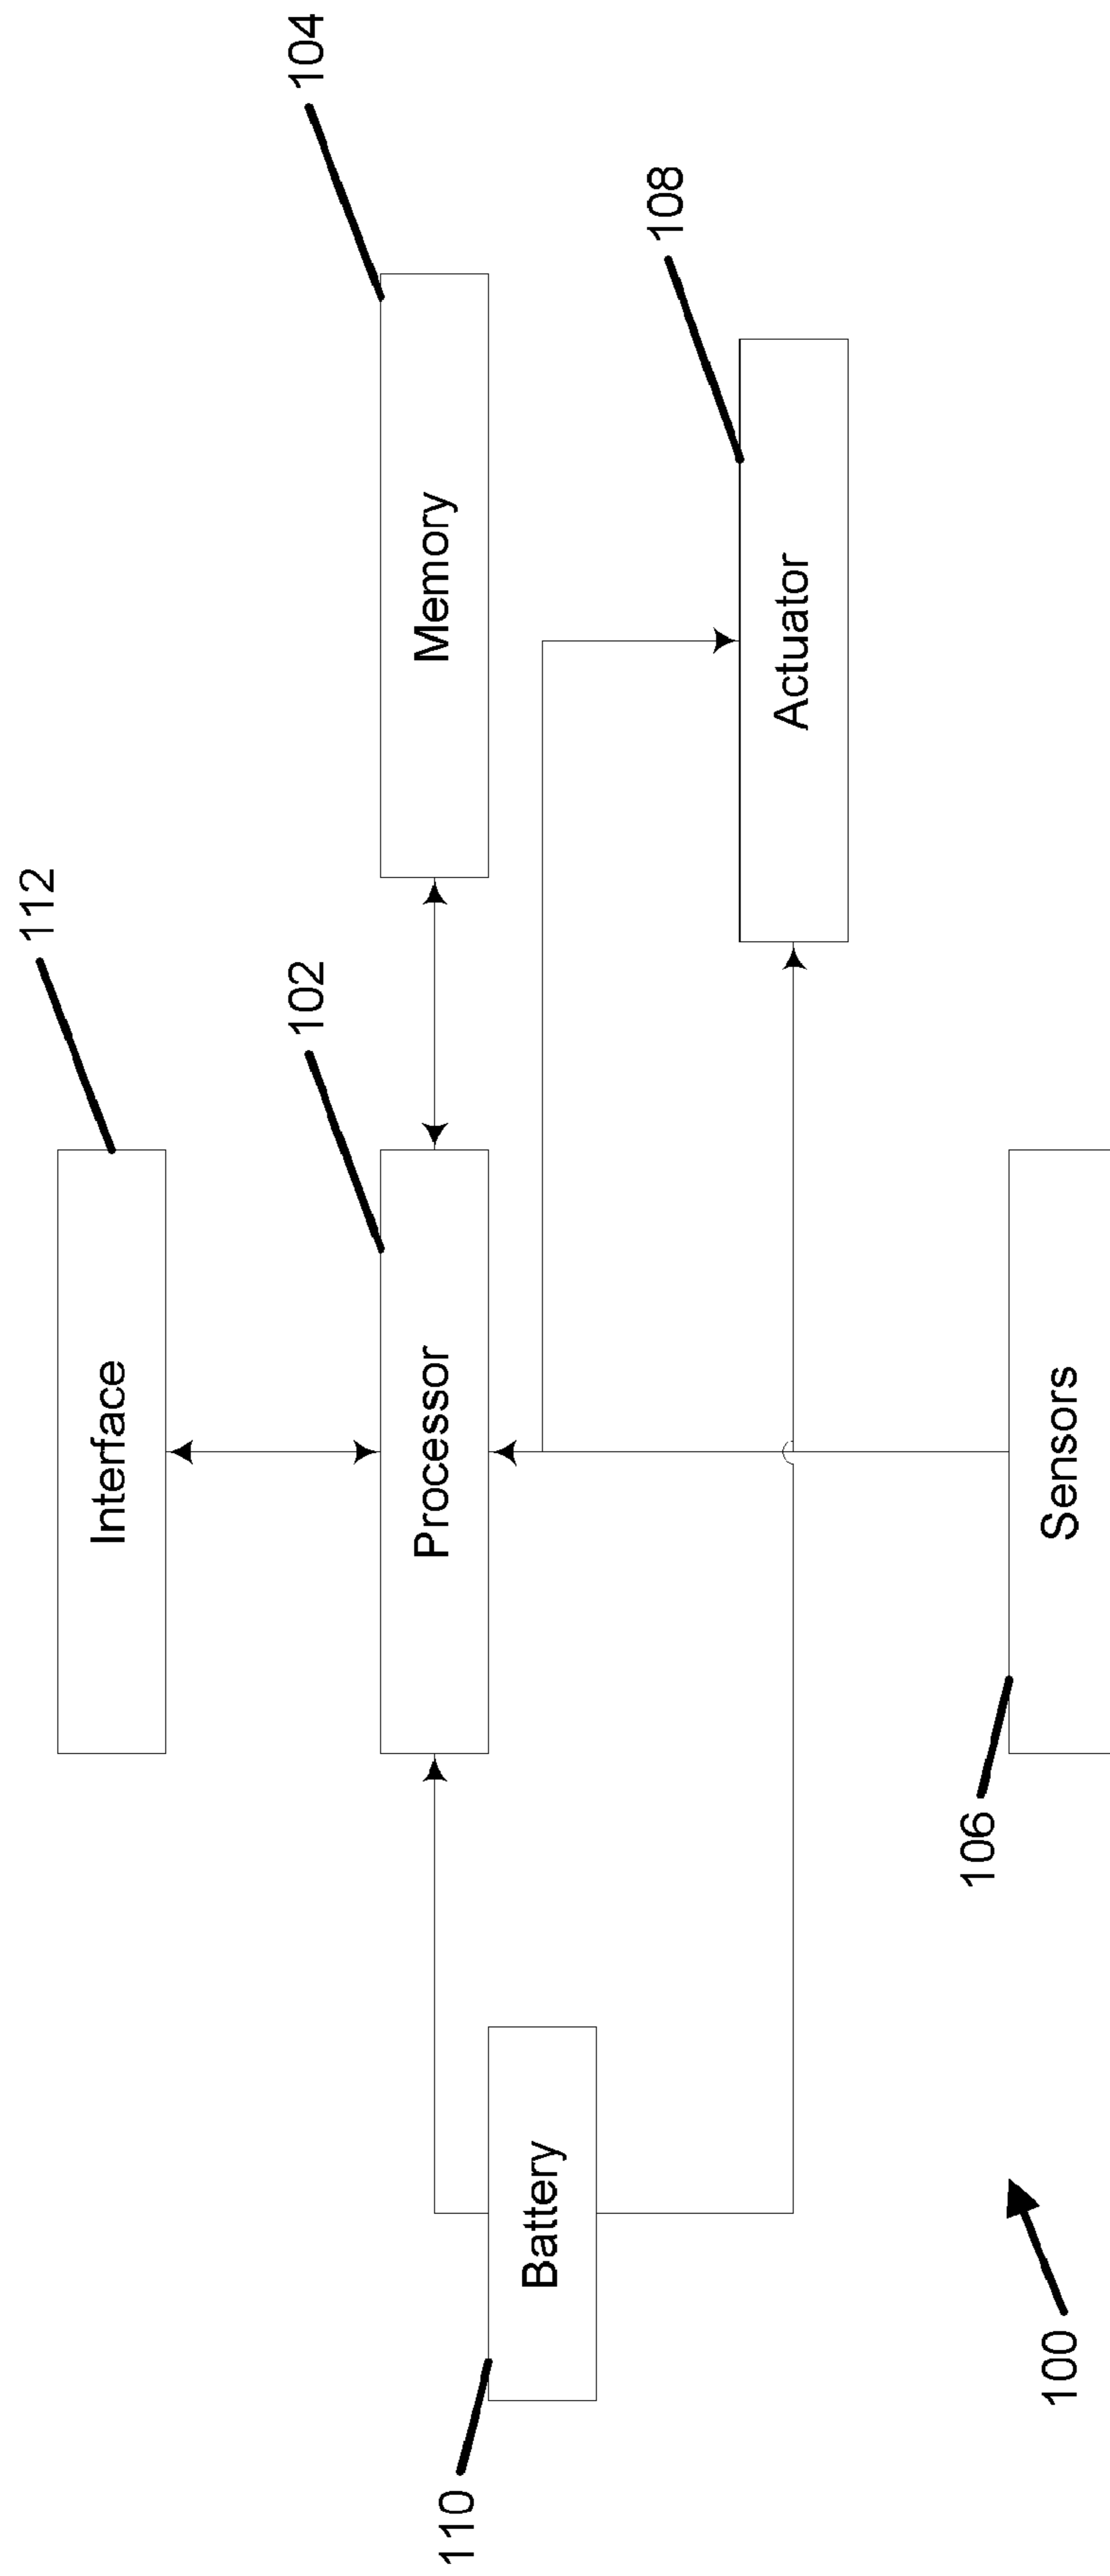 112
Interface
104
102
Processor
Memory
110
Battery
108
Actuator
106
Sensors
100